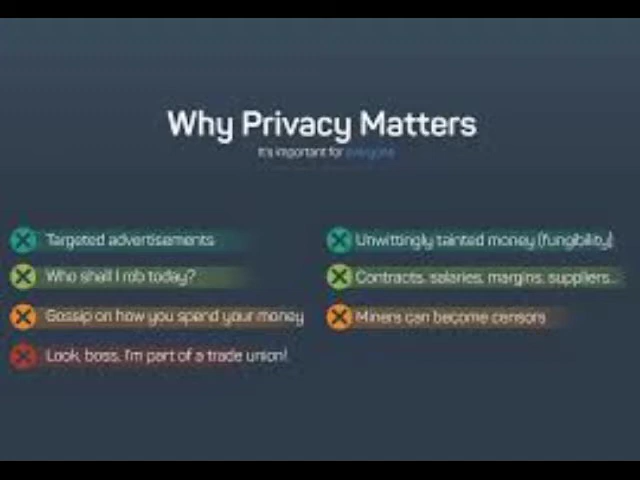 Why Privacy Matters
It's important for everyone
Targeted advertisements
Who shall I rob today?
Gossip on how you spend your money
Look, boss, I'm part of a trade union!
Unwittingly tainted money (fungibility)
Contracts, salaries, margins, suppliers...
Miners can become censors